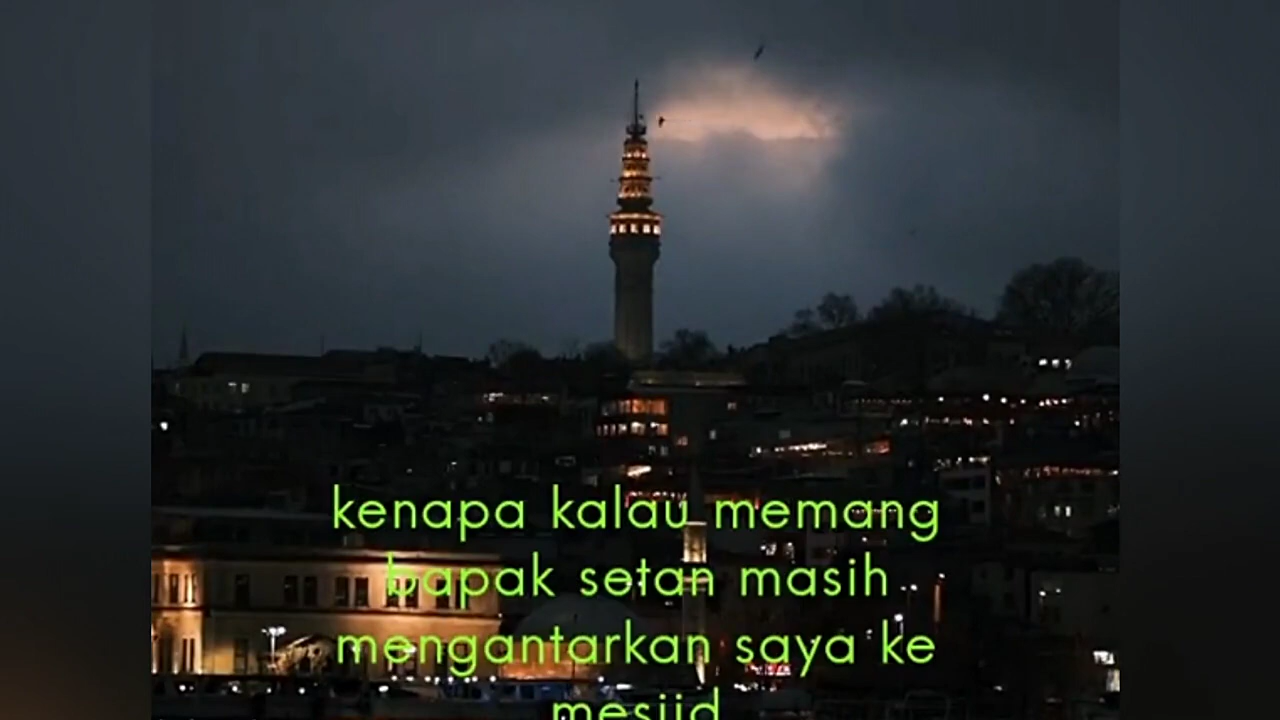 kenapa kalau memang
bapak setan masih
mengantarkan saya ke
mesjid